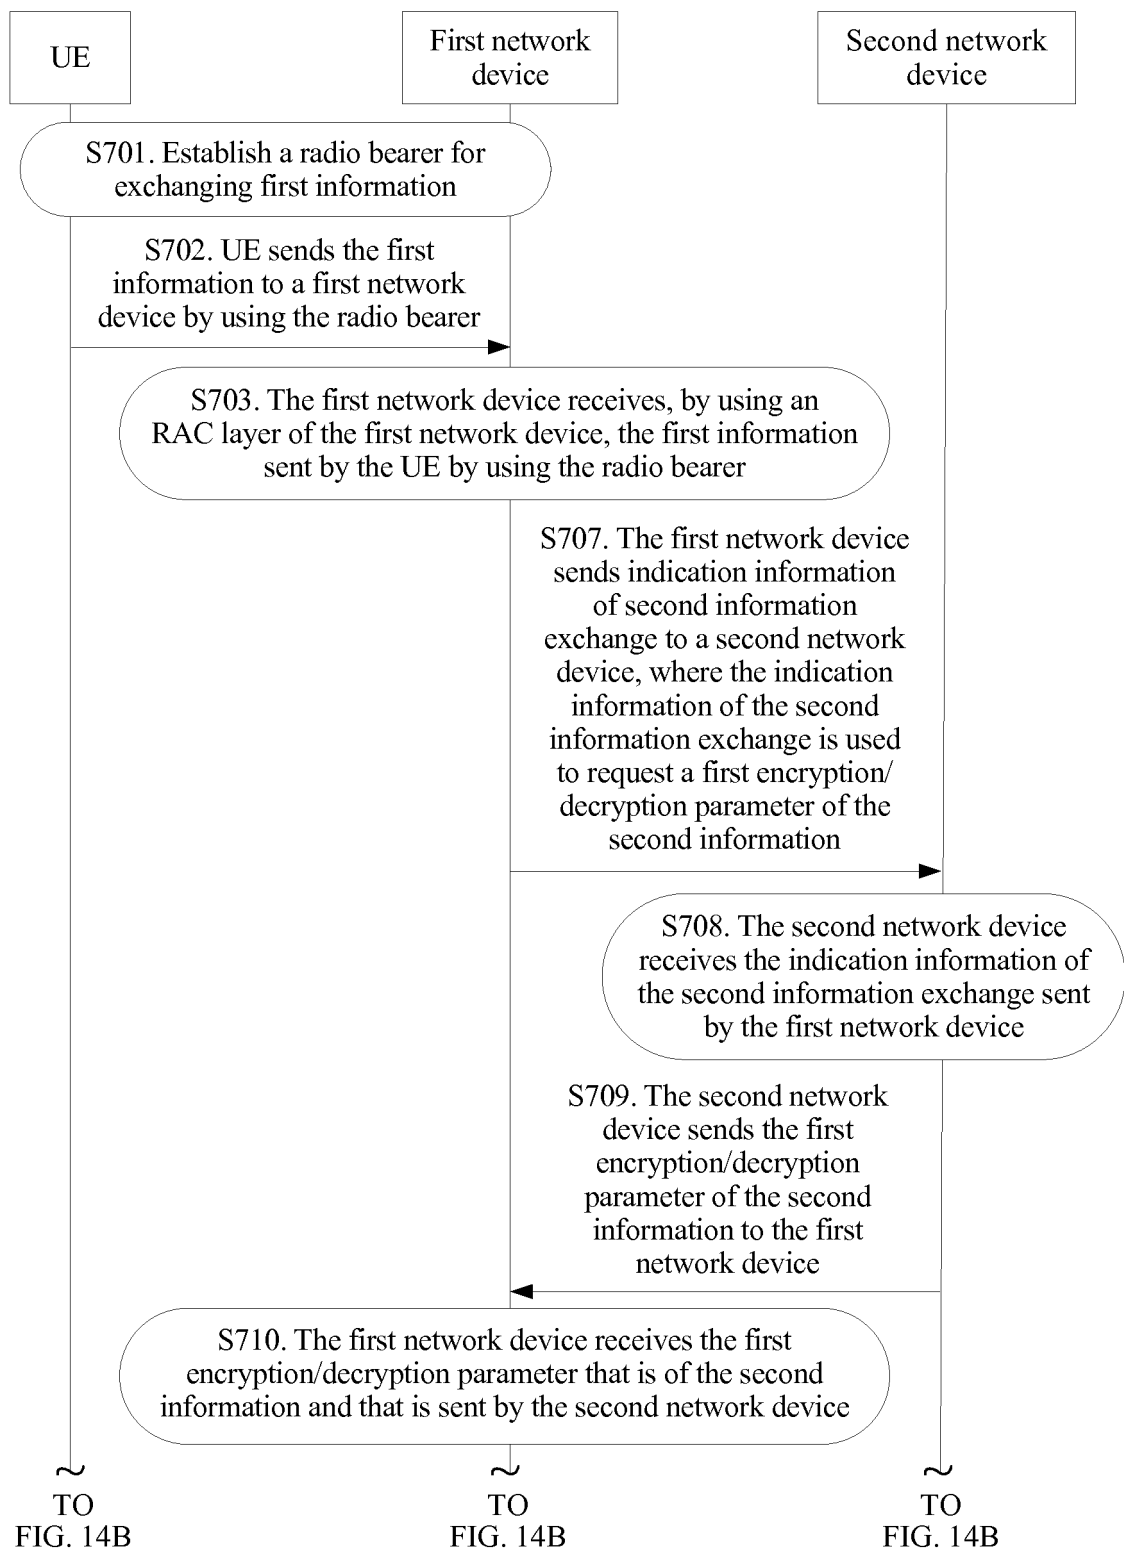 UE
First network
device
Second network
device
S701. Establish a radio bearer for
exchanging first information
S702. UE sends the first
information to a first network
device by using the radio bearer
S703. The first network device receives, by using an
RAC layer of the first network device, the first information
sent by the UE by using the radio bearer
S707. The first network device
sends indication information
of second information
exchange to a second network
device, where the indication
information of the second
information exchange is used
to request a first encryption/
decryption parameter of the
second information
S708. The second network device
receives the indication information of
the second information exchange sent
by the first network device
S709. The second network
device sends the first
encryption/decryption
parameter of the second
information to the first
network device
S710. The first network device receives the first
encryption/decryption parameter that is of the second
information and that is sent by the second network device
TO
FIG. 14B
TO
FIG. 14B
TO
FIG. 14B